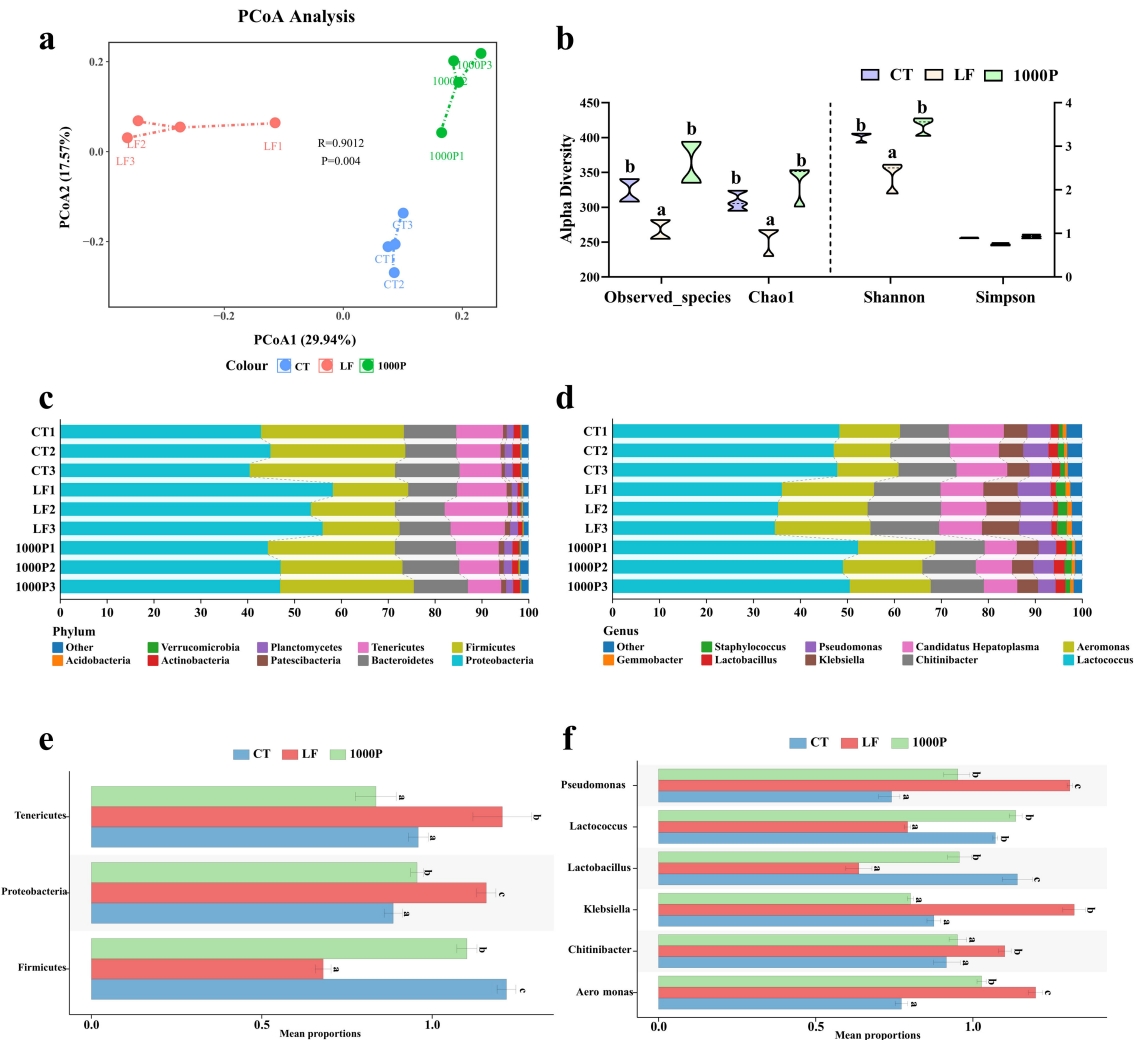 PCoA Analysis
a
0.2
0.0
−0.2
PCoA2 (17.57%)
1000P3
1000P2
1000P1
LF2
LF3
LF1
R=0.9012
P=0.004
CT3
CT1
CT2
−0.2
0.0
0.2
PCoA1 (29.94%)
Colour CT LF 1000P
b
CT LF 1000P
Alpha Diversity
450
400
350
300
250
200
4
3
2
1
0
b a b b a b b a b
Observed_species Chao1 Shannon Simpson
c
CT1
CT2
CT3
LF1
LF2
LF3
1000P1
1000P2
1000P3
0 10 20 30 40 50 60 70 80 90 100
Phylum
Other Verrucomicrobia Planctomycetes Tenericutes Firmicutes
Acidobacteria Actinobacteria Patescibacteria Bacteroidetes Proteobacteria
d
CT1
CT2
CT3
LF1
LF2
LF3
1000P1
1000P2
1000P3
0 10 20 30 40 50 60 70 80 90 100
Genus
Other Staphylococcus Pseudomonas Candidatus Hepatoplasma Aeromonas
Gemmobacter Lactobacillus Klebsiella Chitinibacter Lactococcus
e
CT LF 1000P
Tenericutes
a
b
a
Proteobacteria
b
c
a
Firmicutes
b
a
c
0.0 0.5 1.0
Mean proportions
f
CT LF 1000P
Pseudomonas
b
c
a
Lactococcus
b
a
b
Lactobacillus
b
a
c
Klebsiella
a
b
a
Chitinibacter
a
b
a
Aero monas
b
c
a
0.0 0.5 1.0
Mean proportions